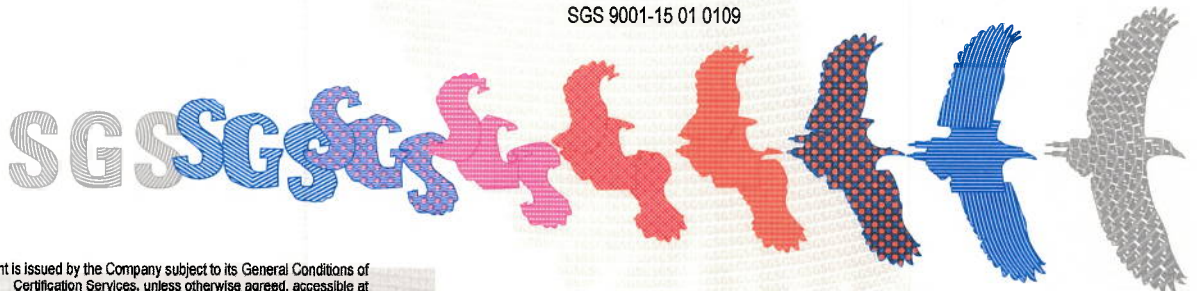 SGS 9001-15 01 0109
SGS SGS SGS
nt is issued by the Company subject to its General Conditions of
Certification Services, unless otherwise agreed, accessible at